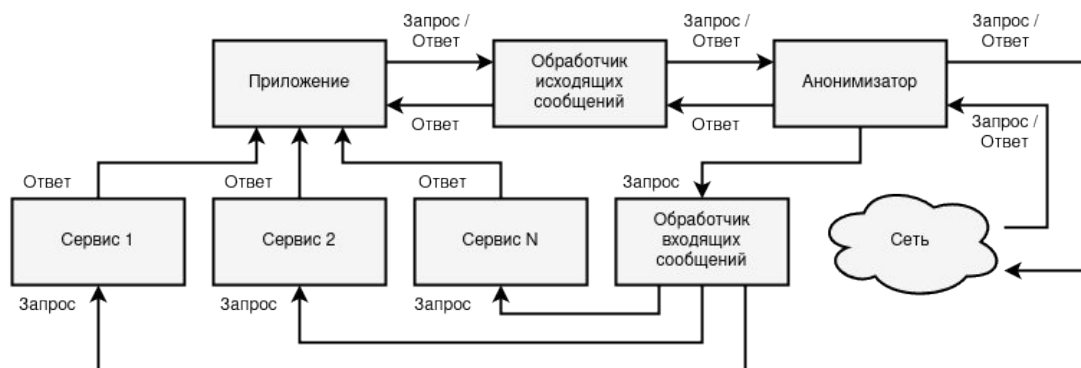 Запрос /
Ответ
Запрос /
Ответ
Запрос /
Ответ
Приложение
Обработчик
исходящих
сообщений
Анонимизатор
Ответ
Ответ
Запрос /
Ответ
Ответ
Ответ
Ответ
Запрос
Сервис 1
Сервис 2
Сервис N
Обработчик
входящих
сообщений
Сеть
Запрос
Запрос
Запрос